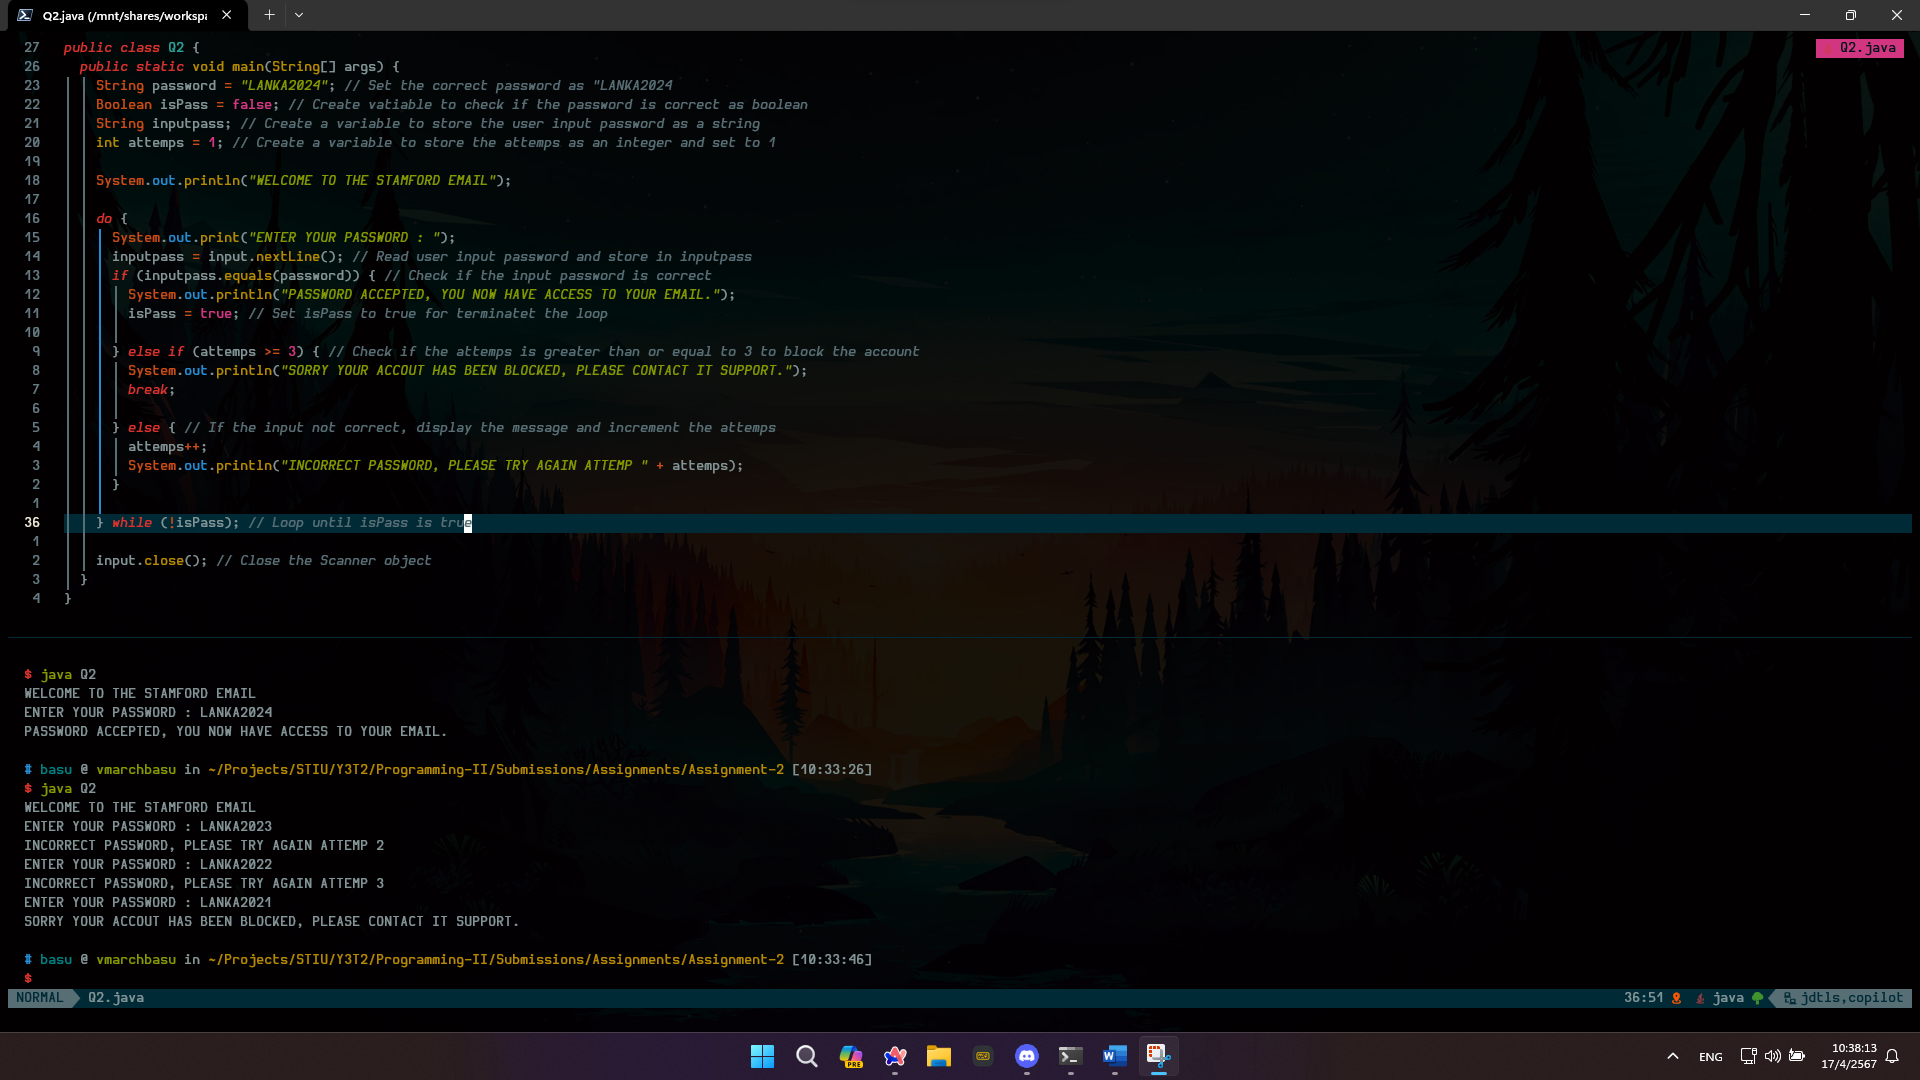 Q2.java (/mnt/shares/workspa
27 public class Q2 {
Q2.java
26 public static void main(String[] args) {
23 String password = "LANKA2024"; // Set the correct password as "LANKA2024
22 Boolean isPass = false; // Create vatiable to check if the password is correct as boolean
21 String inputpass; // Create a variable to store the user input password as a string
20 int attemps = 1; // Create a variable to store the attemps as an integer and set to 1
19
18 System.out.println("WELCOME TO THE STAMFORD EMAIL");
17
16 do {
15 System.out.print("ENTER YOUR PASSWORD : ");
14 inputpass = input.nextLine(); // Read user input password and store in inputpass
13 if (inputpass.equals(password)) { // Check if the input password is correct
12 System.out.println("PASSWORD ACCEPTED, YOU NOW HAVE ACCESS TO YOUR EMAIL.");
11 isPass = true; // Set isPass to true for terminatet the loop
10
9 } else if (attemps >= 3) { // Check if the attemps is greater than or equal to 3 to block the account
8 System.out.println("SORRY YOUR ACCOUT HAS BEEN BLOCKED, PLEASE CONTACT IT SUPPORT.");
7 break;
6
5 } else { // If the input not correct, display the message and increment the attemps
4 attemps++;
3 System.out.println("INCORRECT PASSWORD, PLEASE TRY AGAIN ATTEMP " + attemps);
2 }
1
36 } while (!isPass); // Loop until isPass is true
1
2 input.close(); // Close the Scanner object
3 }
4 }
$ java Q2
WELCOME TO THE STAMFORD EMAIL
ENTER YOUR PASSWORD : LANKA2024
PASSWORD ACCEPTED, YOU NOW HAVE ACCESS TO YOUR EMAIL.
# basu @ vmarchbasu in ~/Projects/STIU/Y3T2/Programming-II/Submissions/Assignments/Assignment-2 [10:33:26]
$ java Q2
WELCOME TO THE STAMFORD EMAIL
ENTER YOUR PASSWORD : LANKA2023
INCORRECT PASSWORD, PLEASE TRY AGAIN ATTEMP 2
ENTER YOUR PASSWORD : LANKA2022
INCORRECT PASSWORD, PLEASE TRY AGAIN ATTEMP 3
ENTER YOUR PASSWORD : LANKA2021
SORRY YOUR ACCOUT HAS BEEN BLOCKED, PLEASE CONTACT IT SUPPORT.
# basu @ vmarchbasu in ~/Projects/STIU/Y3T2/Programming-II/Submissions/Assignments/Assignment-2 [10:33:46]
$
NORMAL Q2.java 36:51 java jdtls,copilot
PRE
ENG
10:38:13
17/4/2567